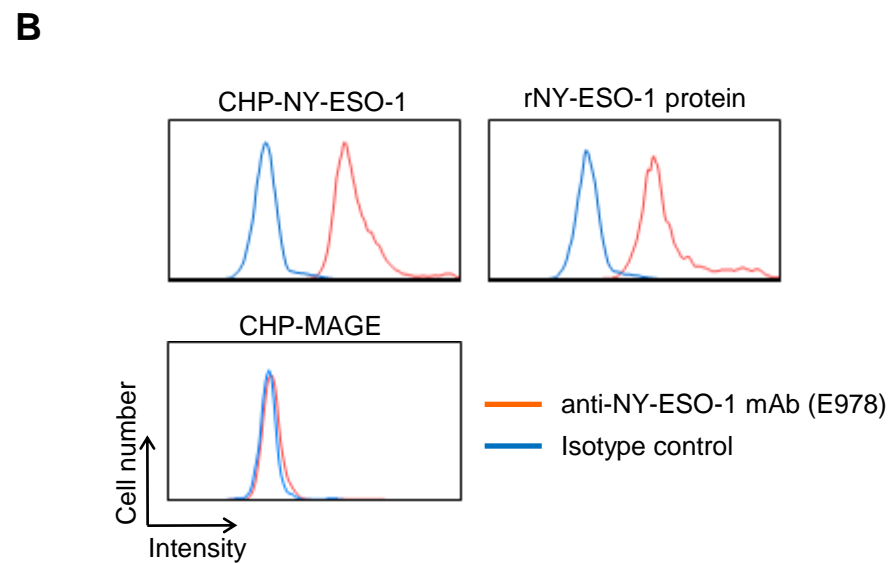 B
CHP-NY-ESO-1
rNY-ESO-1 protein
CHP-MAGE
anti-NY-ESO-1 mAb (E978)
Isotype control
Cell number
Intensity